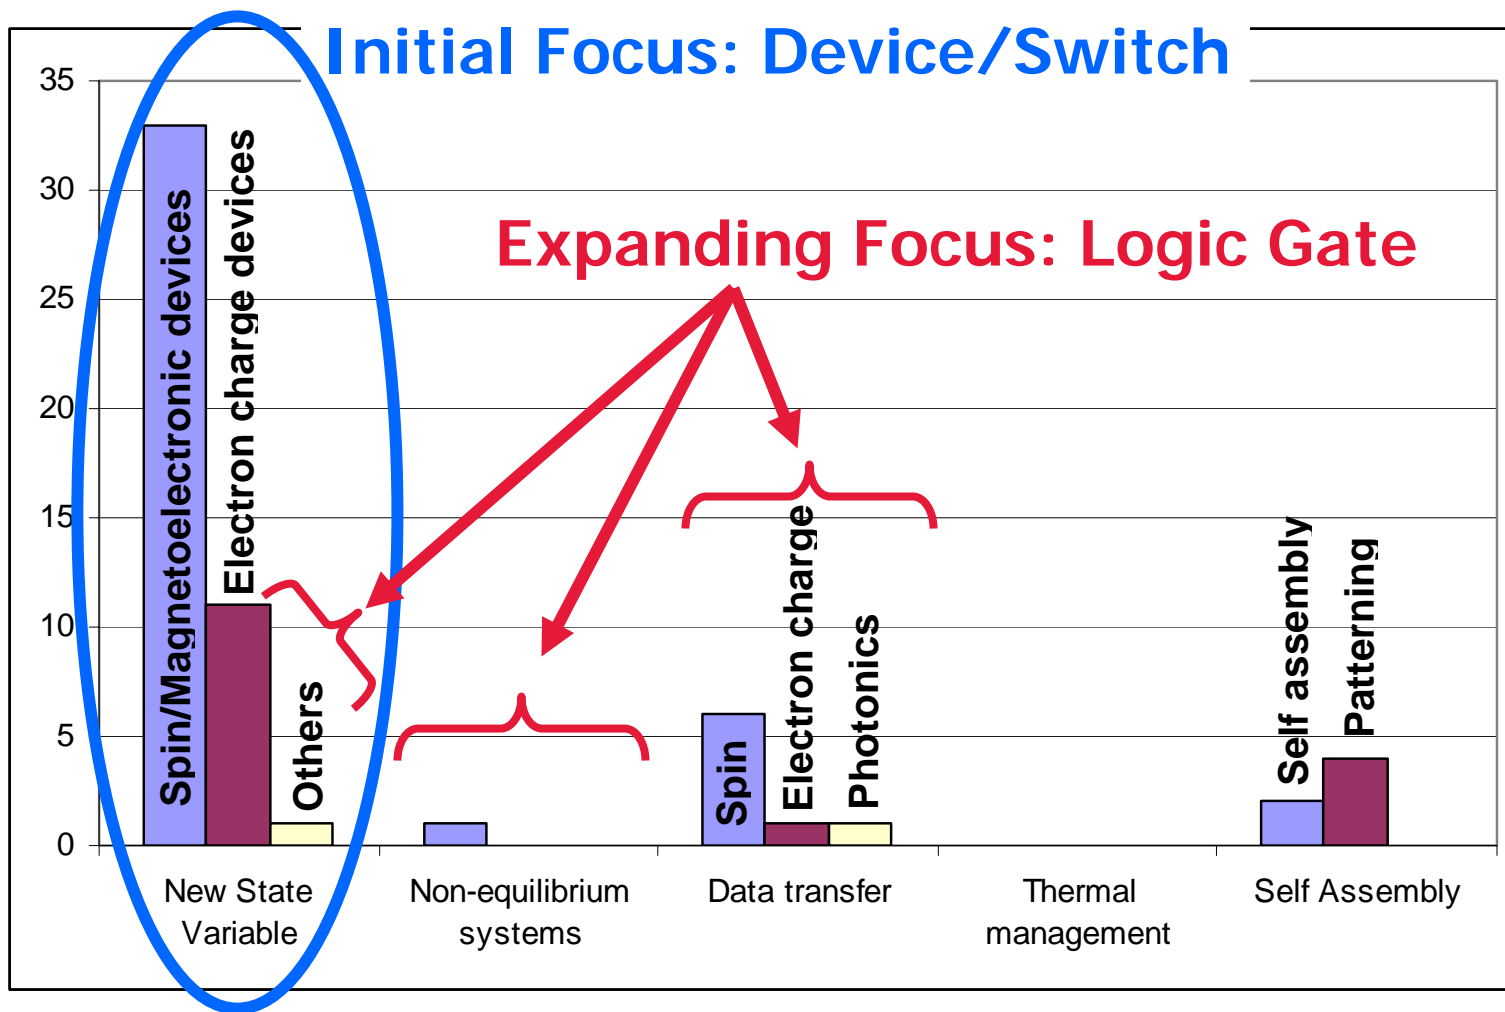 Initial Focus: Device/Switch
35
30
25
20
15
10
5
0
Expanding Focus: Logic Gate
Spin/Magnetoelectronic devices
Electron charge devices
Others
Spin
Electron charge
Photonics
Self assembly
Patterning
New State
Variable
Non-equilibrium
systems
Data transfer
Thermal
management
Self Assembly